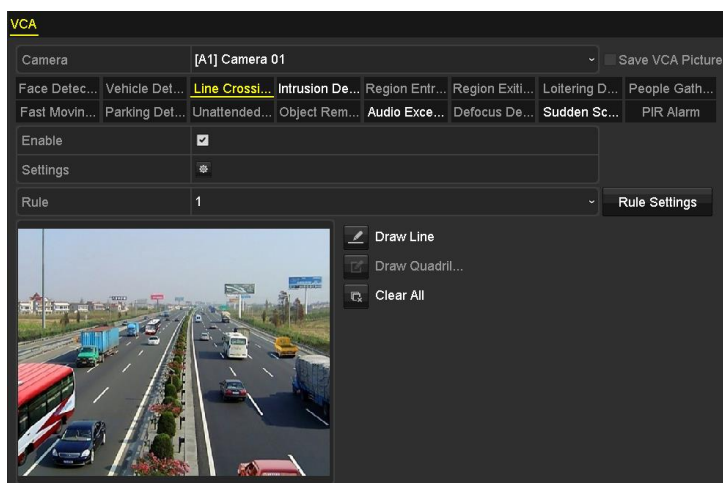 VCA
Camera [A1] Camera 01 Save VCA Picture
Face Detec... Vehicle Det... Line Crossi... Intrusion De... Region Entr... Region Exiti... Loitering D... People Gath...
Fast Movin... Parking Det... Unattended... Object Rem... Audio Exce... Defocus De... Sudden Sc... PIR Alarm
Enable
Settings
Rule 1 Rule Settings
Draw Line
Draw Quadril...
Clear All